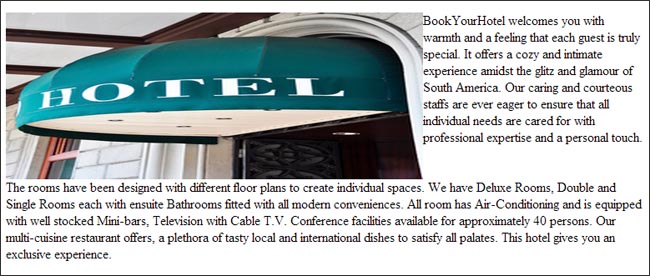 HOTEL
BookYourHotel welcomes you with
warmth and a feeling that each guest is truly
special. It offers a cozy and intimate
experience amidst the glitz and glamour of
South America. Our caring and courteous
staffs are ever eager to ensure that all
individual needs are cared for with
professional expertise and a personal touch.
The rooms have been designed with different floor plans to create individual spaces. We have Deluxe Rooms, Double and
Single Rooms each with ensuite Bathrooms fitted with all modern conveniences. All room has Air-Conditioning and is equipped
with well stocked Mini-bars, Television with Cable T.V. Conference facilities available for approximately 40 persons. Our
multi-cuisine restaurant offers, a plethora of tasty local and international dishes to satisfy all palates. This hotel gives you an
exclusive experience.